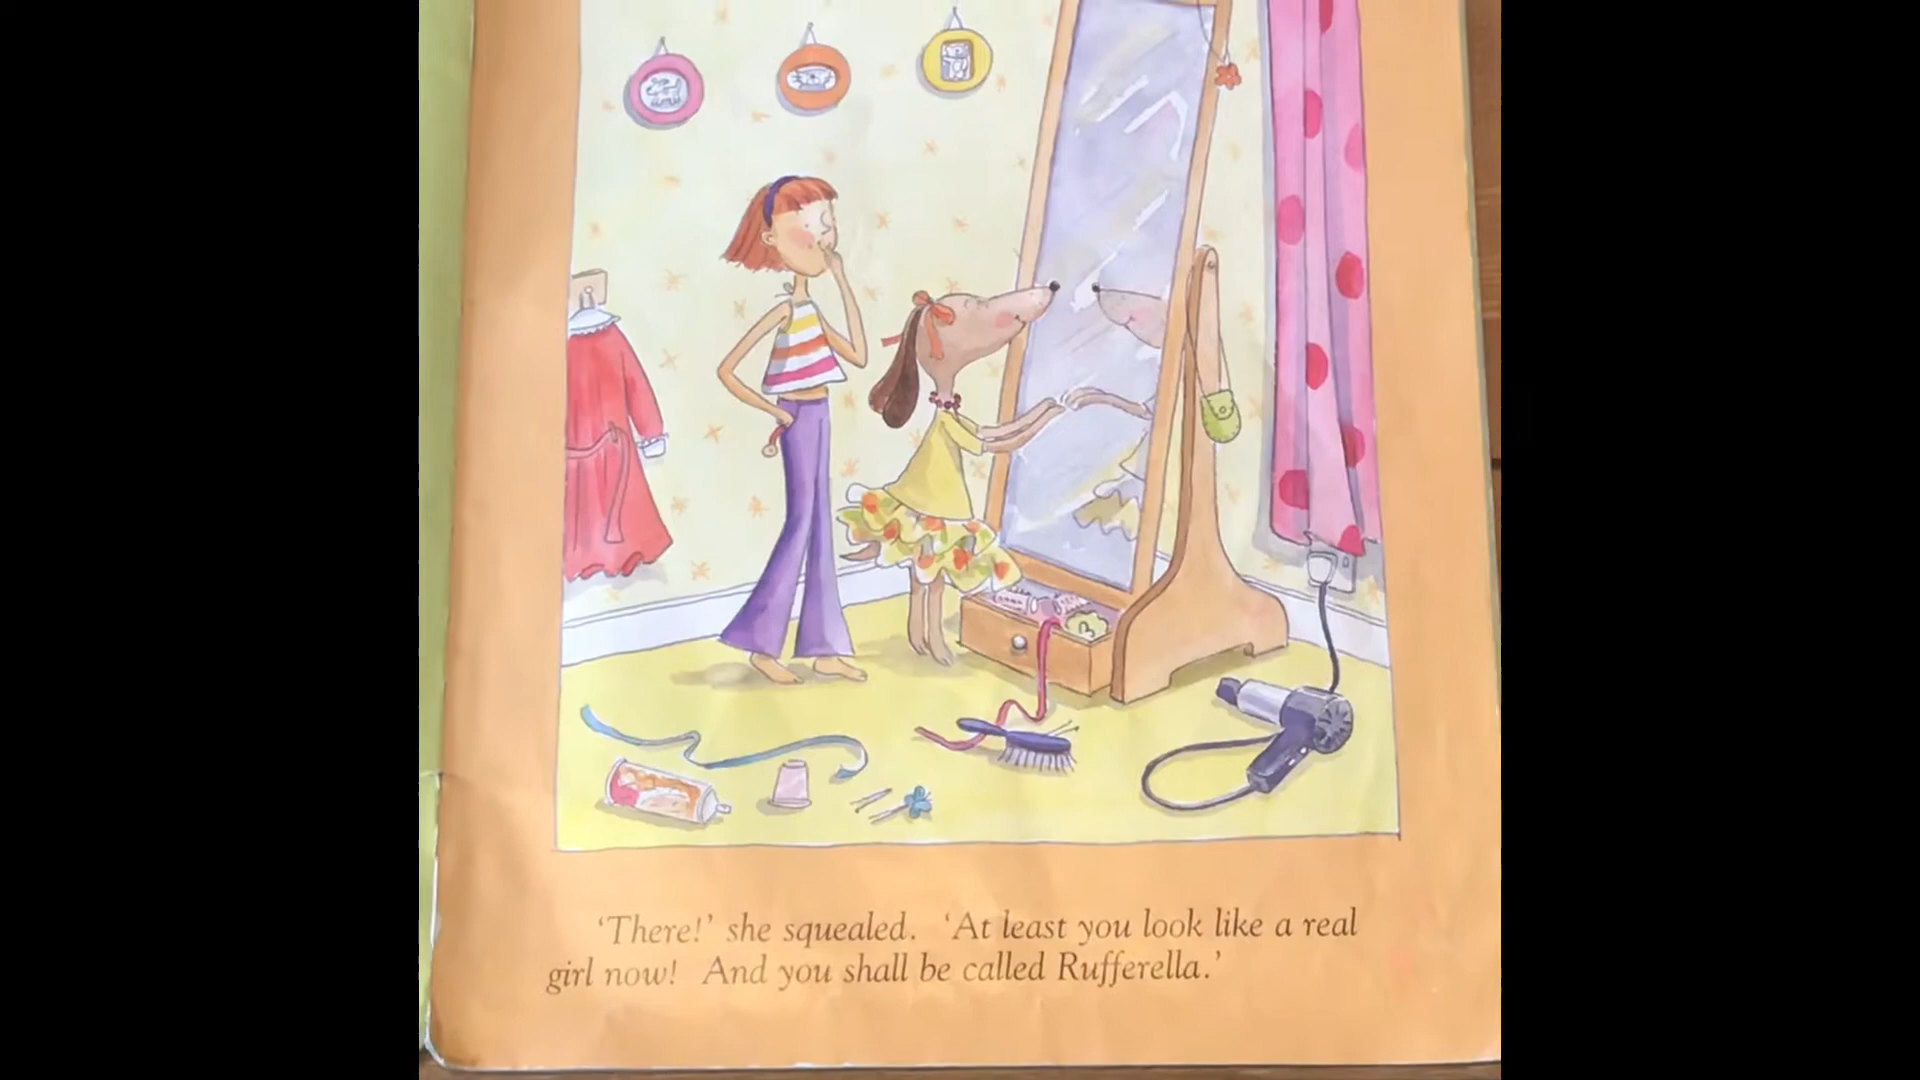 ‘There!’ she squealed. ‘At least you look like a real
girl now! And you shall be called Rufferella.’